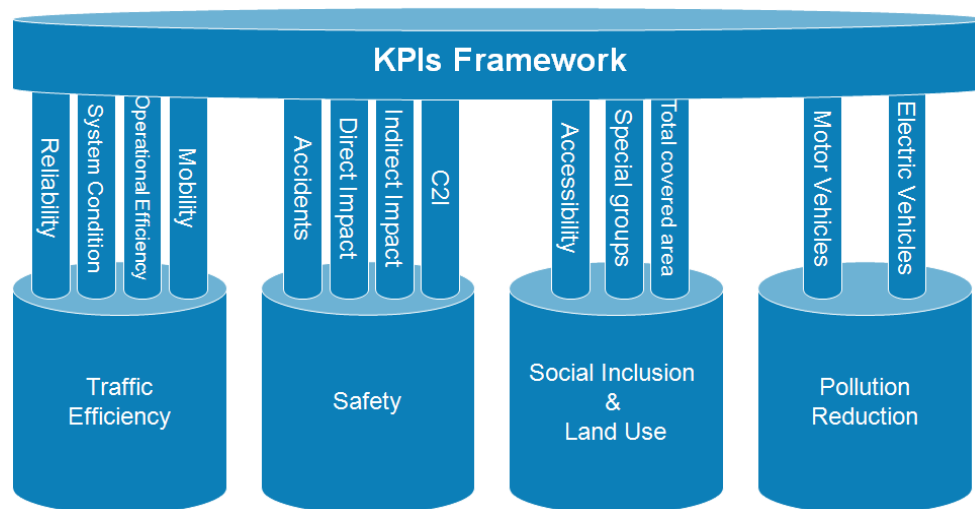 KPIs Framework
Reliability
System Condition
Operational Efficiency
Mobility
Accidents
Direct Impact
Indirect Impact
C2I
Accessibility
Special groups
Total covered area
Motor Vehicles
Electric Vehicles
Traffic
Efficiency
Safety
Social Inclusion
&
Land Use
Pollution
Reduction